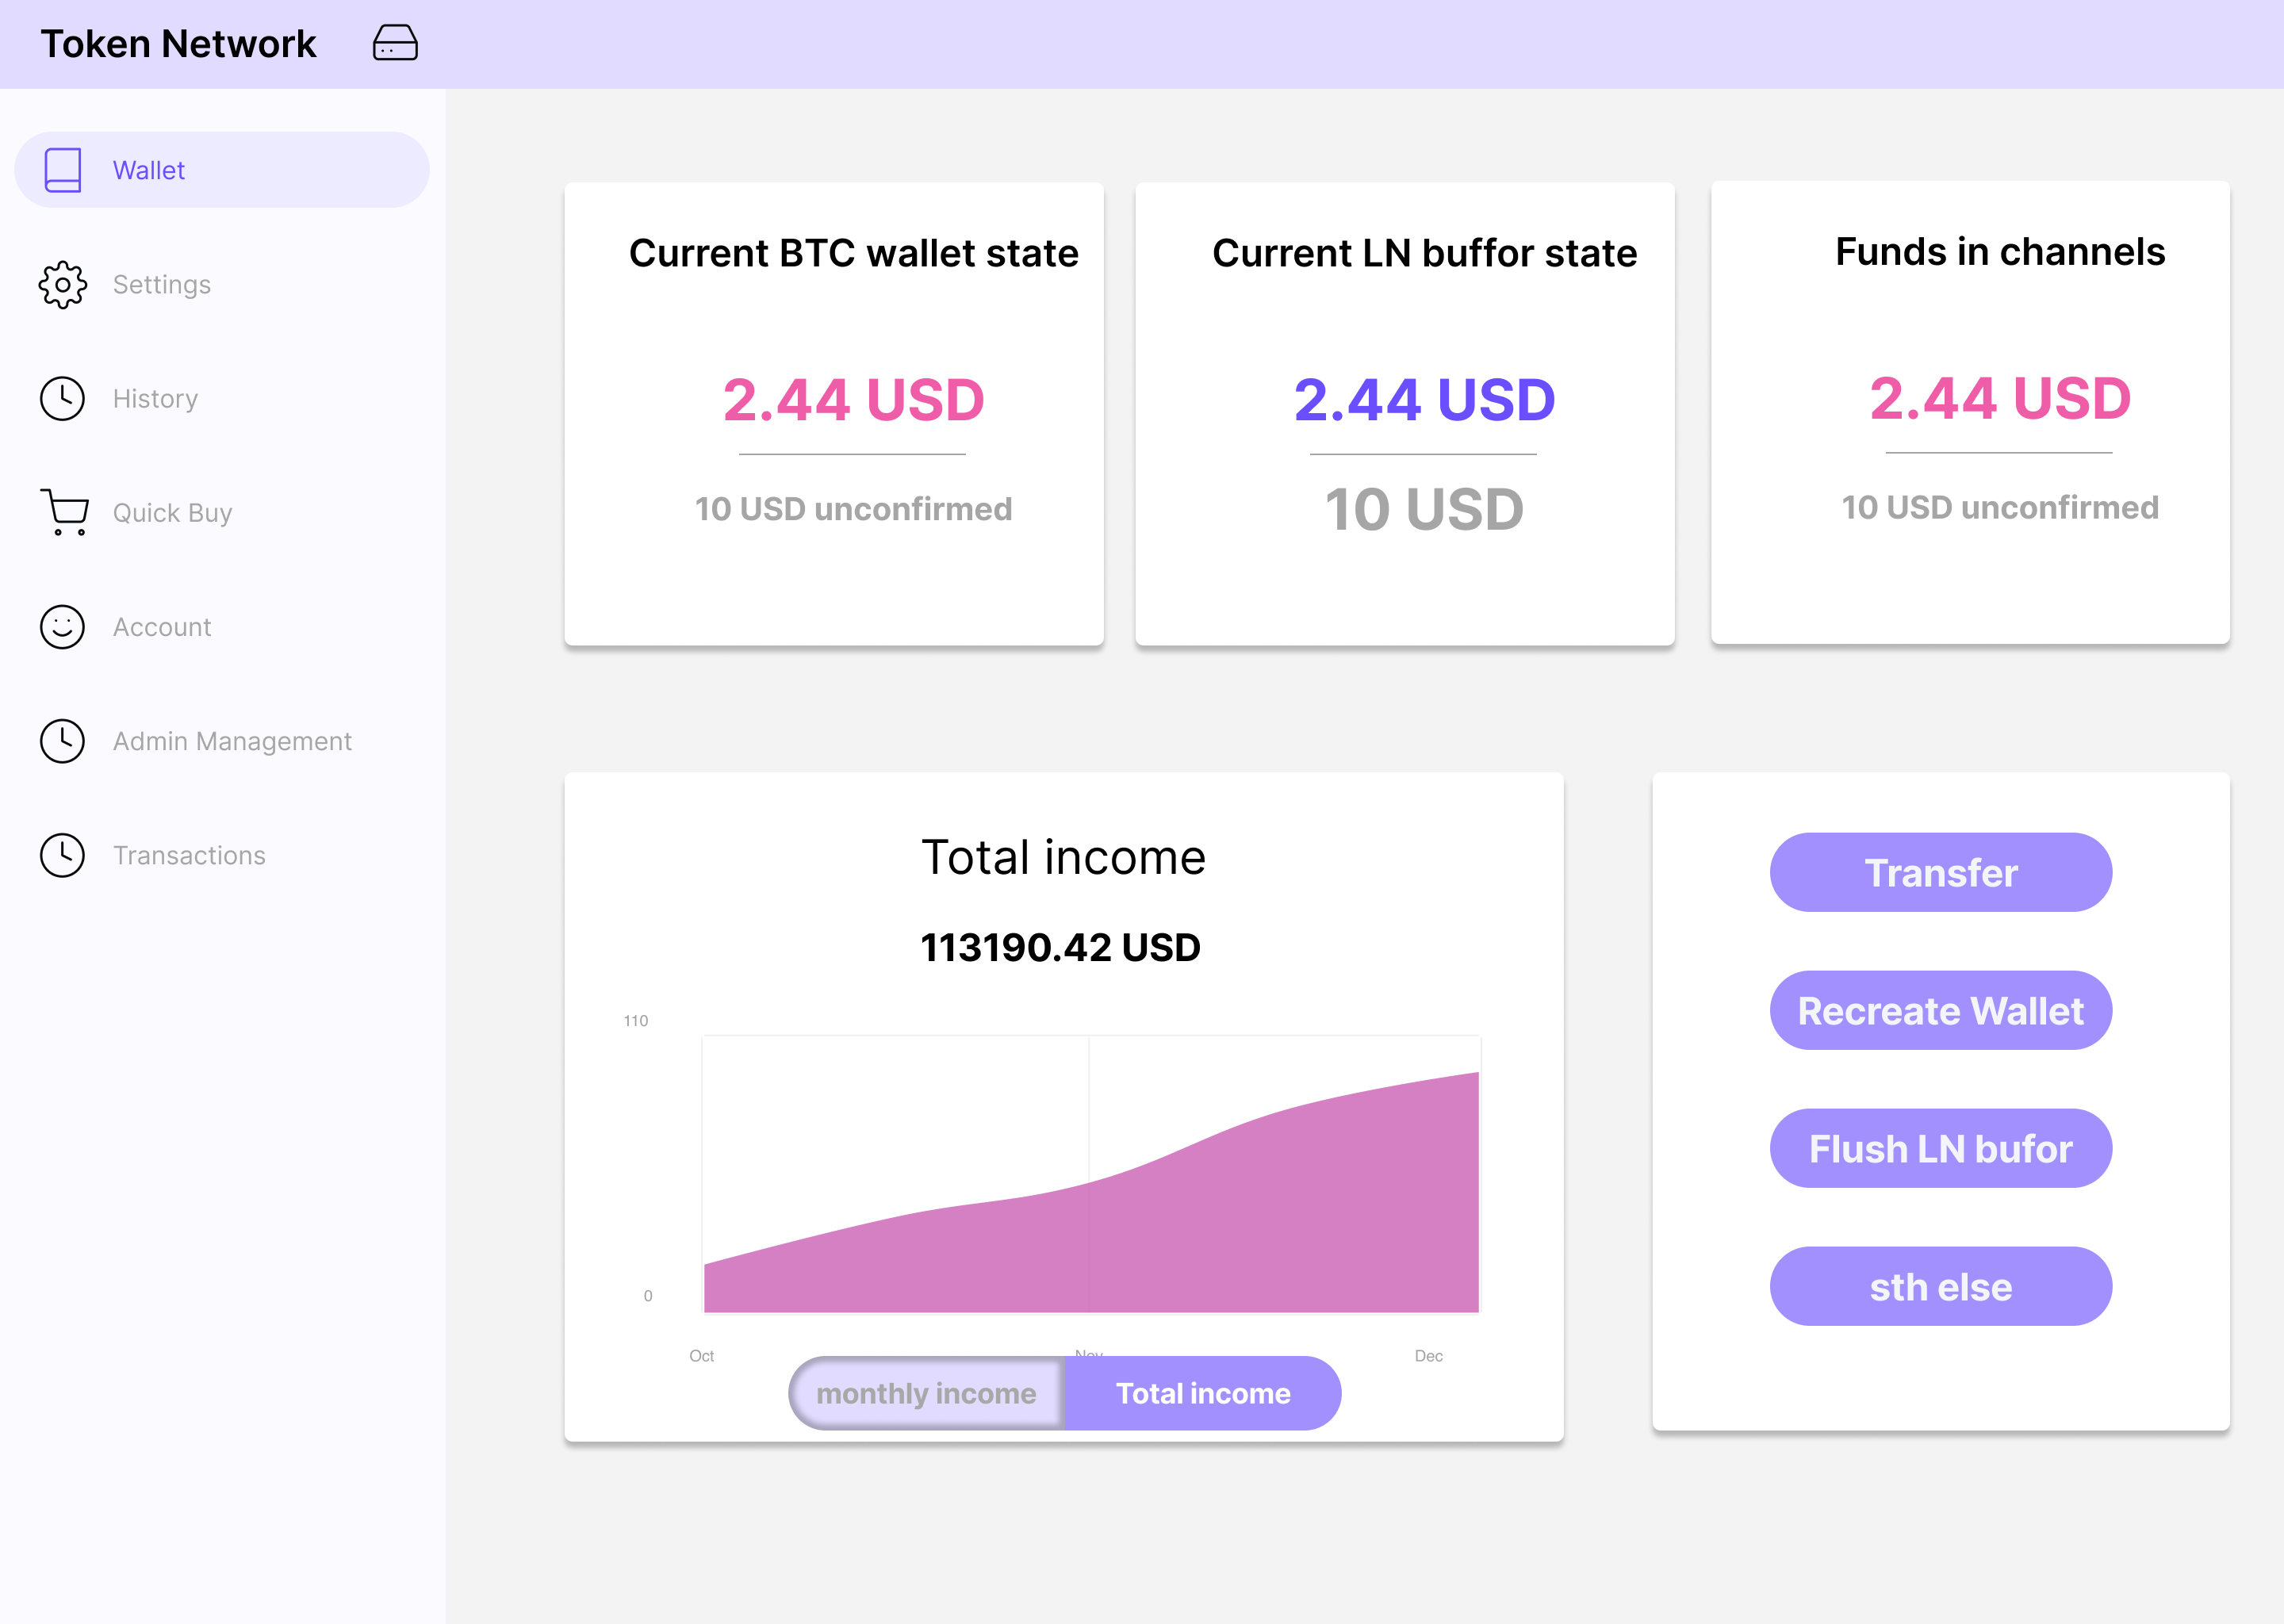 Token Network
Wallet
Settings
History
Quick Buy
Account
Admin Management
Transactions
Current BTC wallet state
2.44 USD
10 USD unconfirmed
Current LN buffor state
2.44 USD
10 USD
Funds in channels
2.44 USD
10 USD unconfirmed
Total income
113190.42 USD
110
0
Oct
Nov
Dec
monthly income
Total income
Transfer
Recreate Wallet
Flush LN bufor
sth else